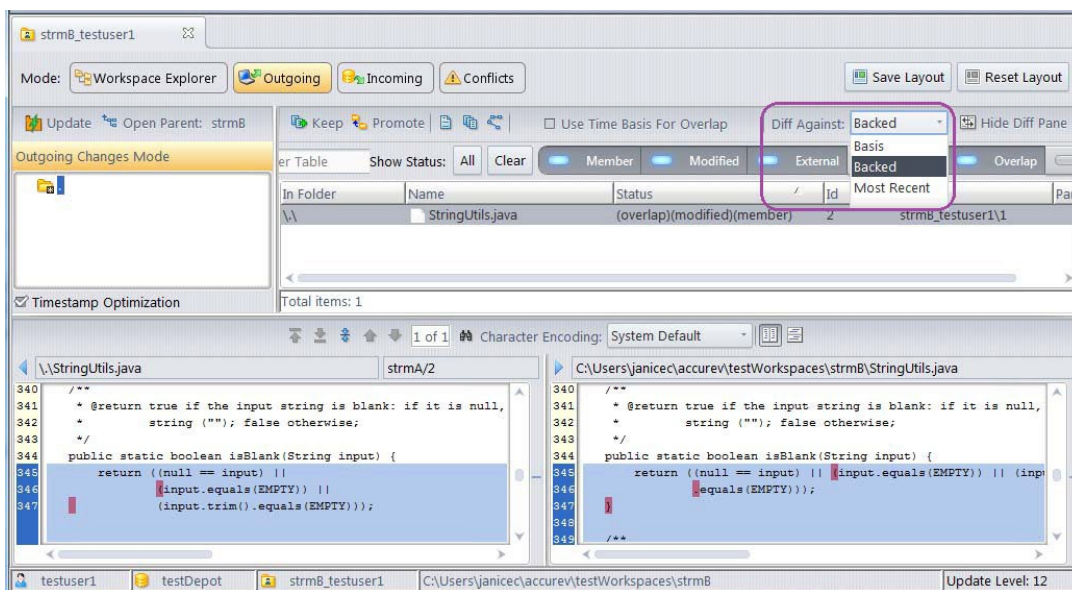 strmB_testuser1
Mode: Workspace Explorer Outgoing Incoming Conflicts Save Layout Reset Layout
Update Open Parent: strmB Keep Promote Use Time Basis For Overlap Diff Against: Backed Hide Diff Pane
Basis
Backed
Most Recent
Outgoing Changes Mode
er Table Show Status: All Clear Member Modified External Overlap
In Folder Name Status Id Par
\.\ StringUtils.java (overlap)(modified)(member) 2 strmB_testuser1\1
Timestamp Optimization
Total items: 1
1 of 1 Character Encoding: System Default
\.\StringUtils.java strmA/2
340 /**
341 * @return true if the input string is blank: if it is null,
342 * string (""); false otherwise;
343 */
344 public static boolean isBlank(String input) {
345 return ((null == input) ||
346 (input.equals(EMPTY)) ||
347 (input.trim().equals(EMPTY)));
C:\Users\janicec\accurev\testWorkspaces\strmB\StringUtils.java
340 /**
341 * @return true if the input string is blank: if it is null,
342 * string (""); false otherwise;
343 */
344 public static boolean isBlank(String input) {
345 return ((null == input) || (input.equals(EMPTY)) || (inp
346 .equals(EMPTY)));
347 }
348
349 /**
testuser1 testDepot strmB_testuser1 C:\Users\janicec\accurev\testWorkspaces\strmB Update Level: 12